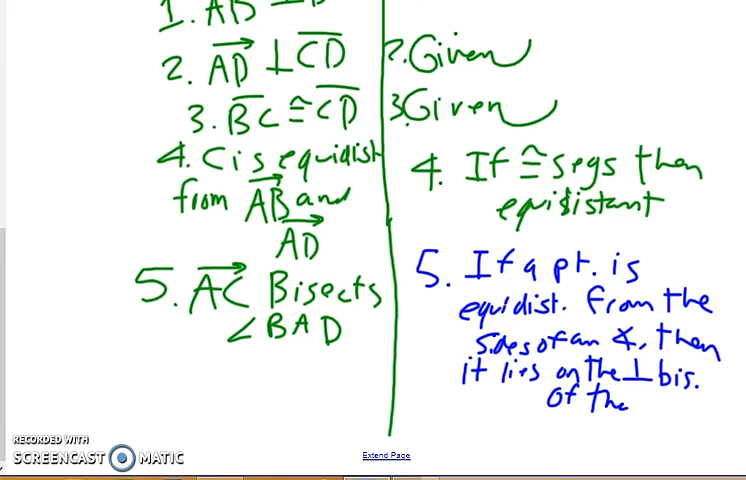 1. AB
2. AD ⊥ CD 2. Given
3. BC ≅ CD 3. Given
4. C is equidist
from AB and
AD
4. If ≅ segs then
equidistant
5. AC Bisects
∠BAD
5. If a pt. is
equidist. from the
sides of an ∡, then
it lies on the ⊥ bis.
of the
RECORDED WITH
SCREENCAST O MATIC
Extend Page